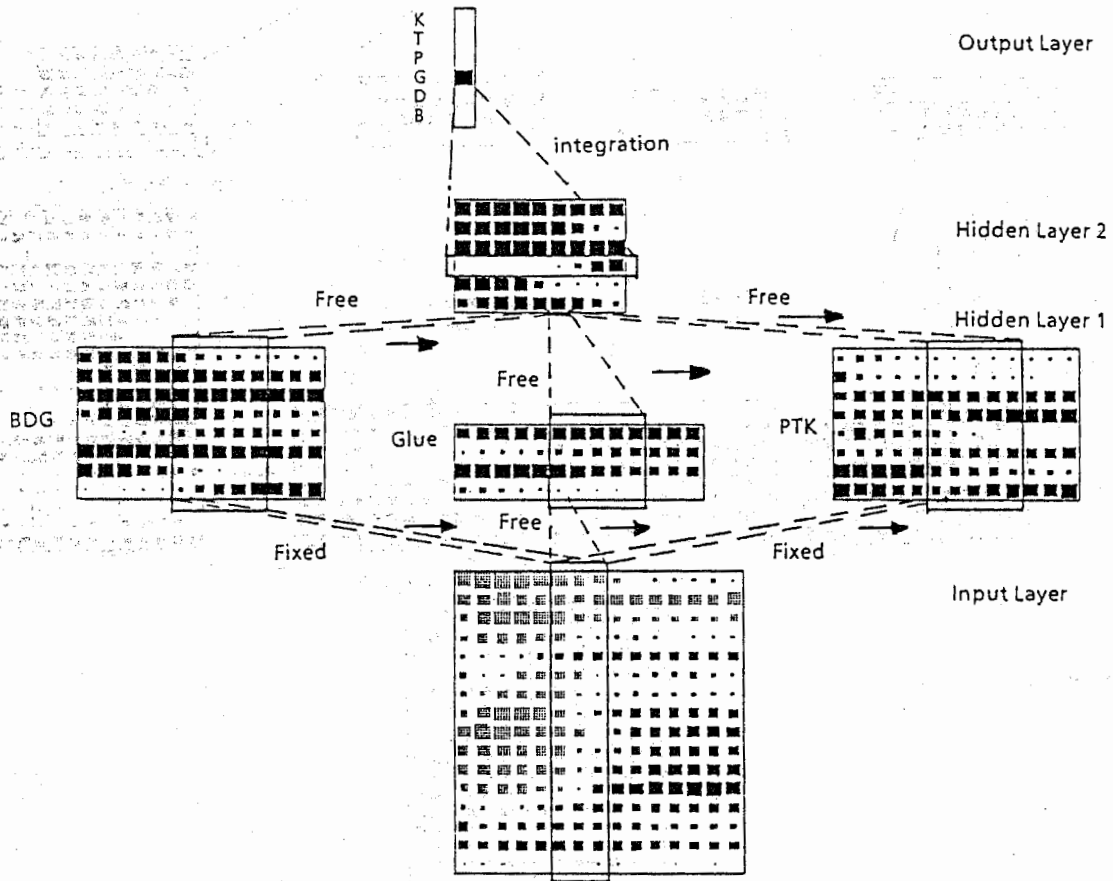 K
T
P
G
D
B
Output Layer
integration
Hidden Layer 2
Free
Free
Hidden Layer 1
Free
BDG
Glue
PTK
Free
Fixed
Fixed
Input Layer